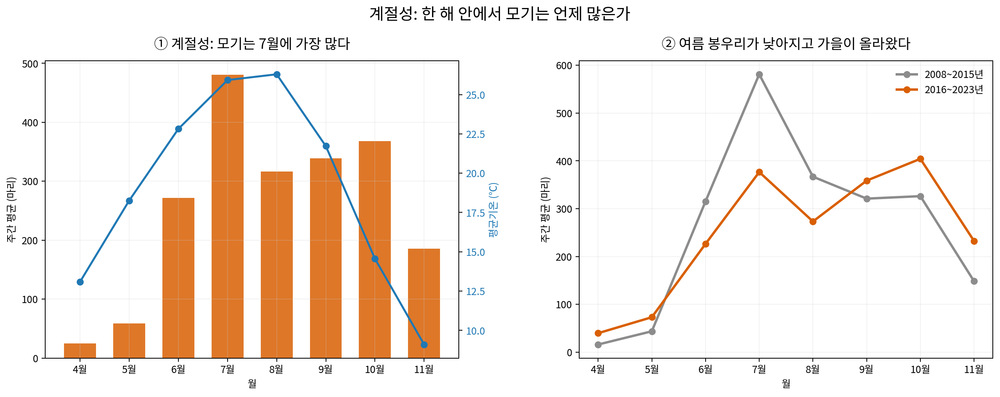 계절성: 한 해 안에서 모기는 언제 많은가
① 계절성: 모기는 7월에 가장 많다
500
400
300
200
100
0
주간 평균 (마리)
25.0
22.5
20.0
17.5
15.0
12.5
10.0
평균기온 (°C)
4월 5월 6월 7월 8월 9월 10월 11월
월
② 여름 봉우리가 낮아지고 가을이 올라왔다
600
500
400
300
200
100
0
주간 평균 (마리)
2008~2015년
2016~2023년
4월 5월 6월 7월 8월 9월 10월 11월
월